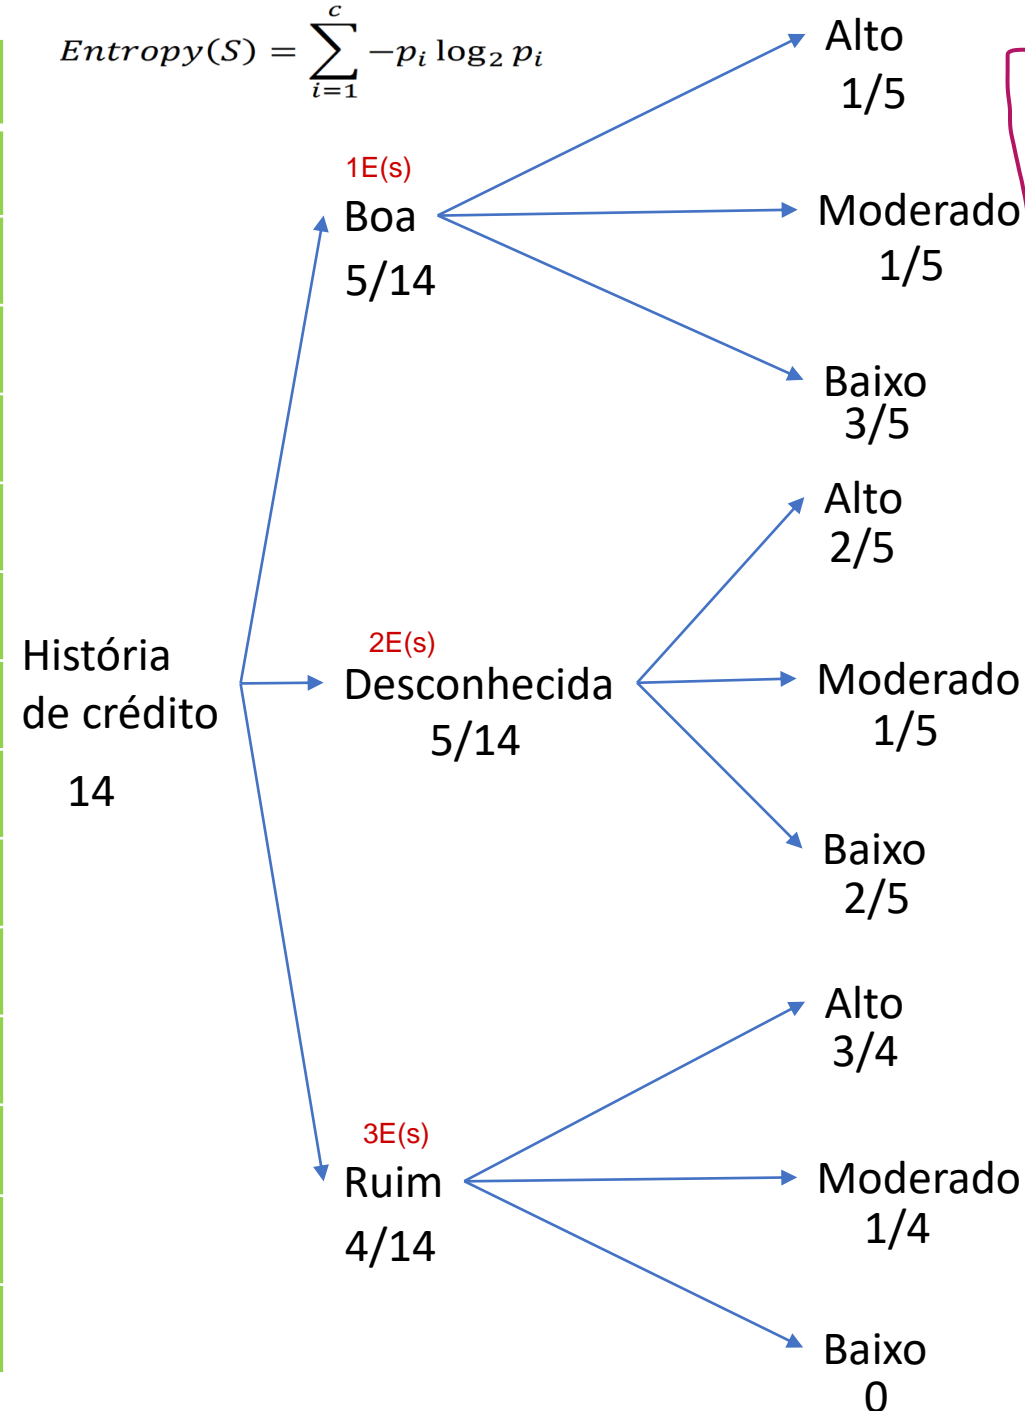 Entropy(S) = \sum_{i=1}^{c} -p_i \log_2 p_i
Alto
1/5
1E(s)
Boa
5/14
Moderado
1/5
Baixo
3/5
Alto
2/5
História
de crédito
14
2E(s)
Desconhecida
5/14
Moderado
1/5
Baixo
2/5
Alto
3/4
3E(s)
Ruim
4/14
Moderado
1/4
Baixo
0